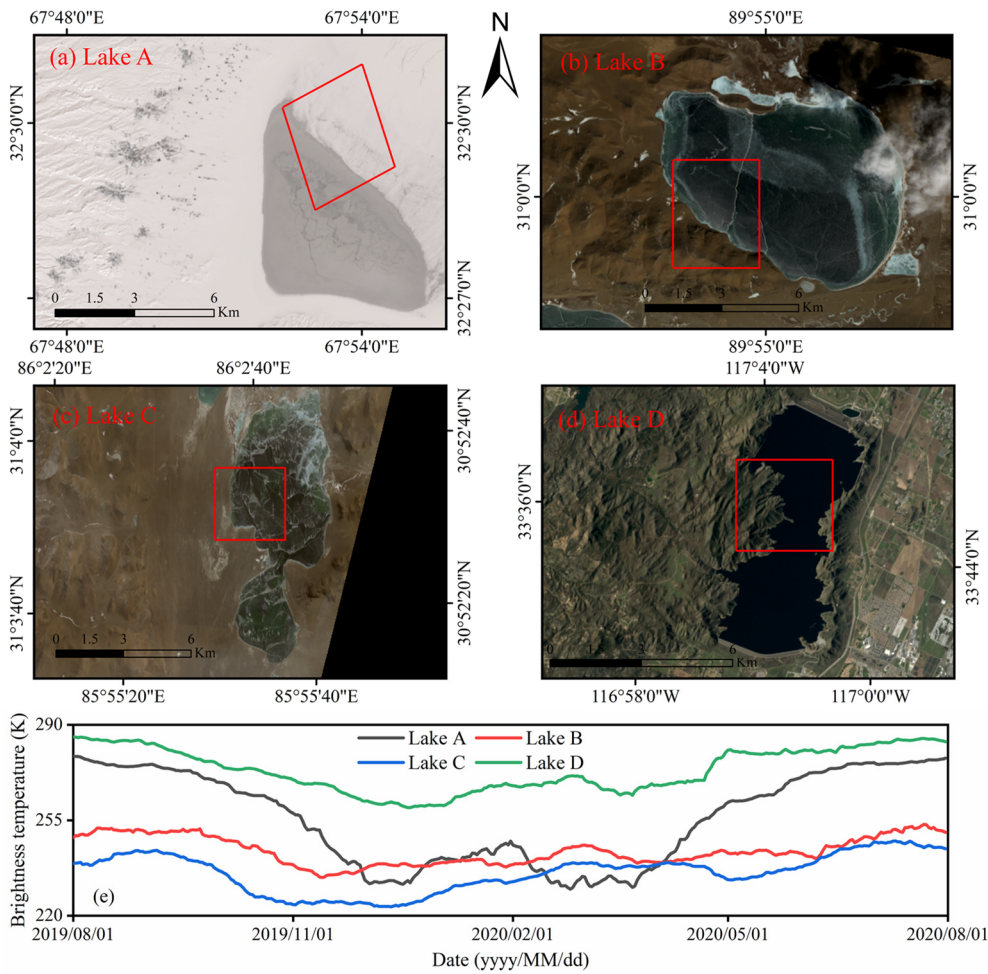 67°48'0"E
67°54'0"E
N
89°55'0"E
(a) Lake A
(b) Lake B
32°30'0"N
32°30'0"N
31°0'0"N
31°0'0"N
0 1.5 3 6
Km
32°27'0"N
0 1.5 3 6
Km
67°48'0"E
67°54'0"E
89°55'0"E
86°2'20"E
86°2'40"E
117°4'0"W
(c) Lake C
(d) Lake D
31°4'0"N
30°52'40"N
33°36'0"N
33°44'0"N
31°3'40"N
30°52'20"N
0 1.5 3 6
Km
0 1.5 3 6
Km
85°55'20"E
85°55'40"E
116°58'0"W
117°0'0"W
Brightness temperature (K)
290
255
220
Lake A
Lake B
Lake C
Lake D
(e)
2019/08/01
2019/11/01
2020/02/01
2020/05/01
2020/08/01
Date (yyyy/MM/dd)